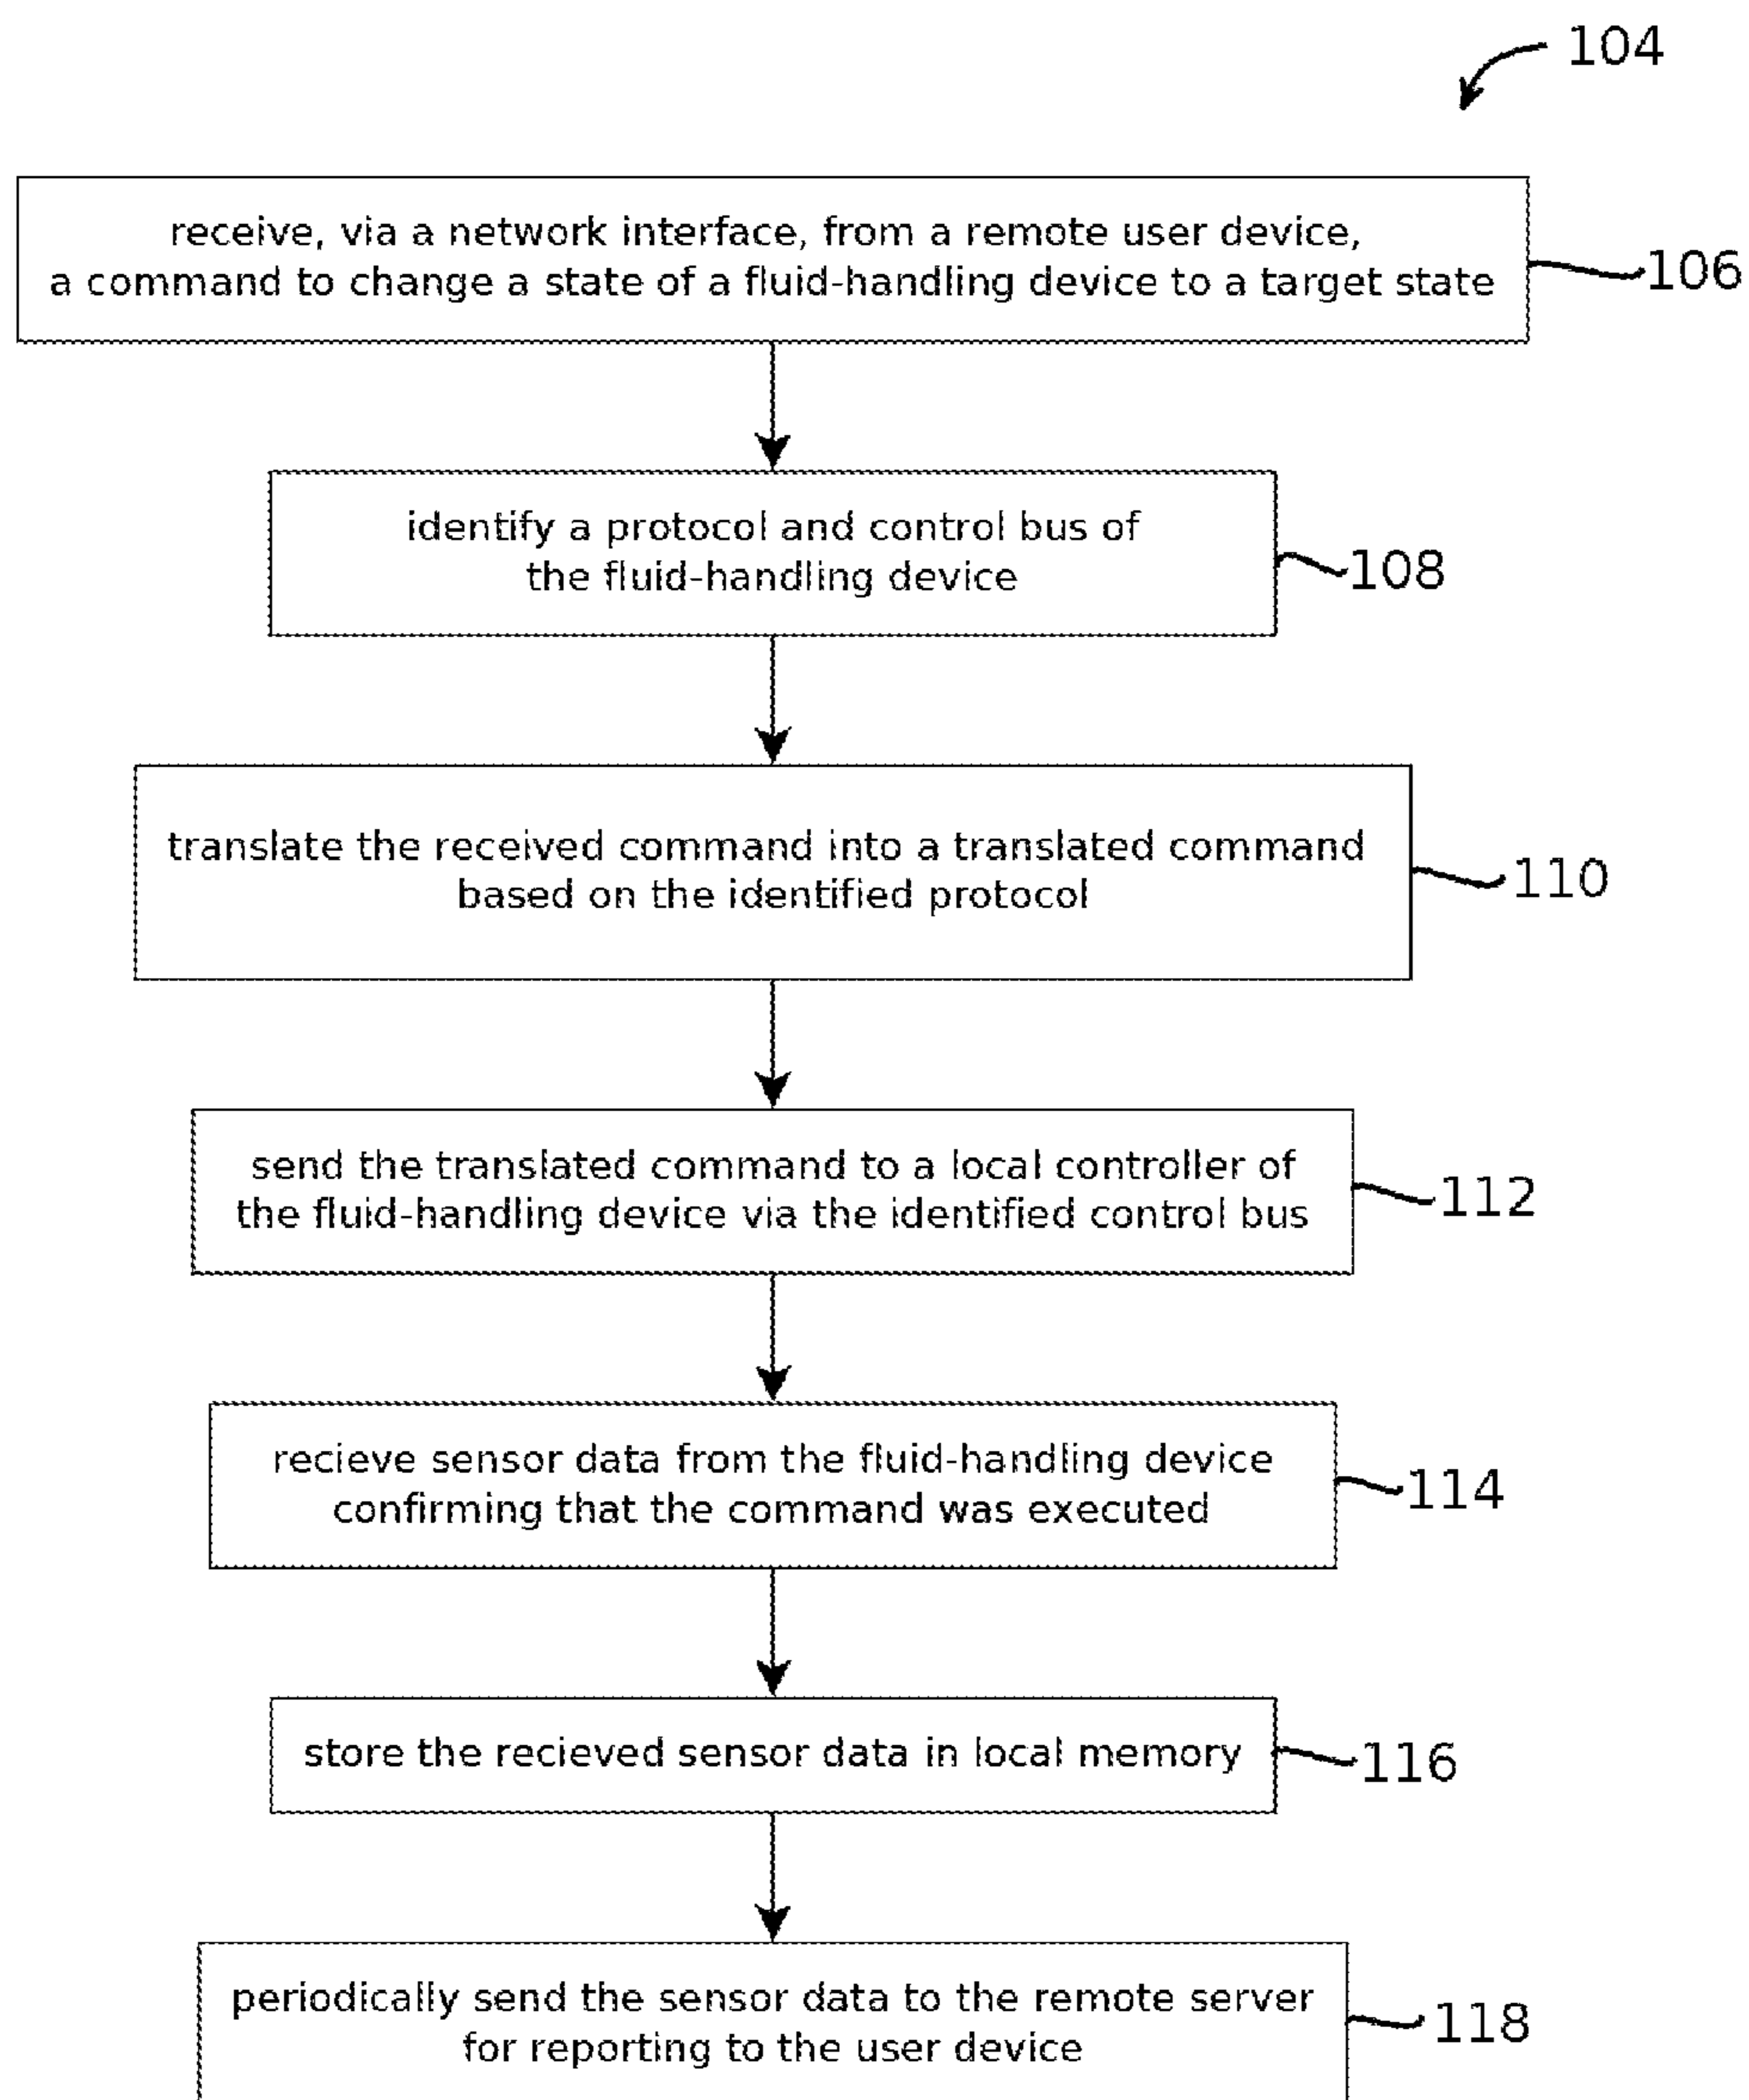 104
receive, via a network interface, from a remote user device,
a command to change a state of a fluid-handling device to a target state
106
identify a protocol and control bus of
the fluid-handling device
108
translate the received command into a translated command
based on the identified protocol
110
send the translated command to a local controller of
the fluid-handling device via the identified control bus
112
recieve sensor data from the fluid-handling device
confirming that the command was executed
114
store the recieved sensor data in local memory
116
periodically send the sensor data to the remote server
for reporting to the user device
118